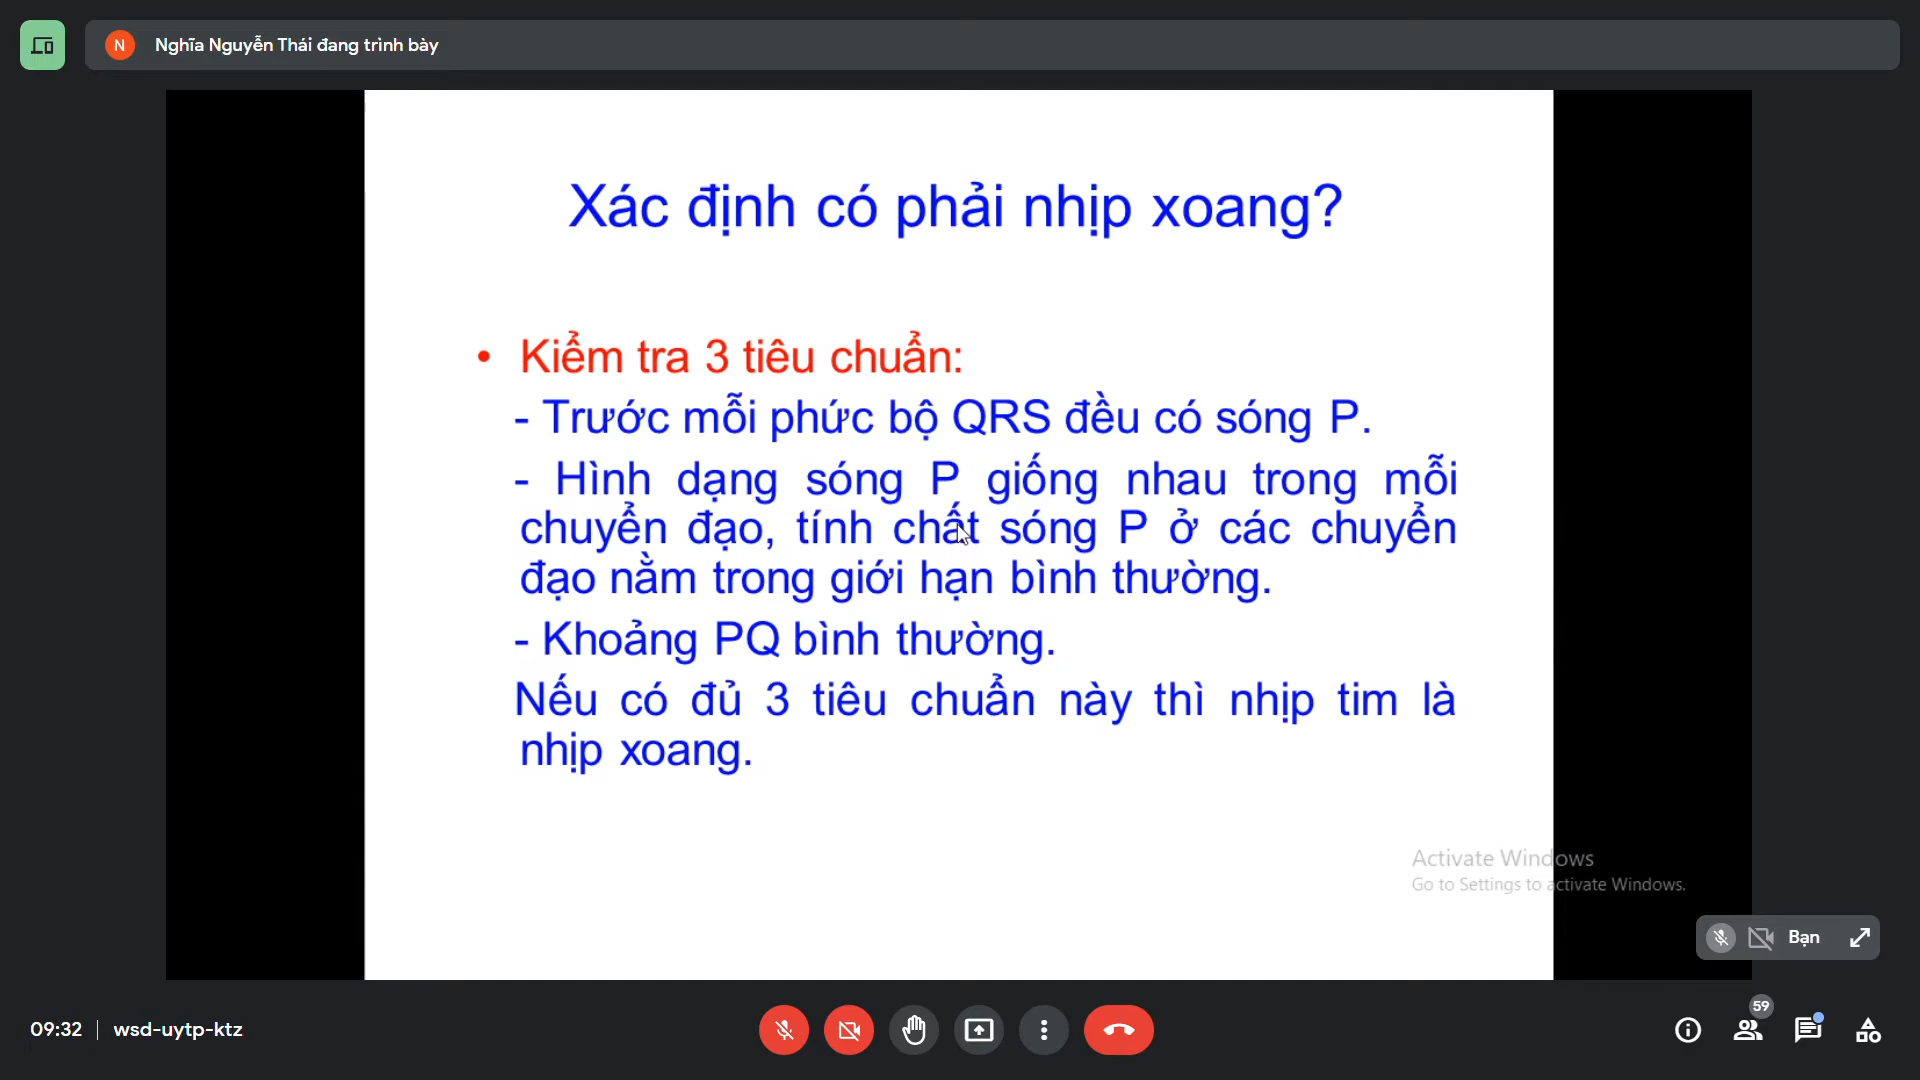 N Nghĩa Nguyễn Thái đang trình bày
Xác định có phải nhịp xoang?
• Kiểm tra 3 tiêu chuẩn:
- Trước mỗi phức bộ QRS đều có sóng P.
- Hình dạng sóng P giống nhau trong mỗi
chuyển đạo, tính chất sóng P ở các chuyển
đạo nằm trong giới hạn bình thường.
- Khoảng PQ bình thường.
Nếu có đủ 3 tiêu chuẩn này thì nhịp tim là
nhịp xoang.
Activate Windows
Go to Settings to activate Windows.
Bạn
09:32 | wsd-uytp-ktz
59